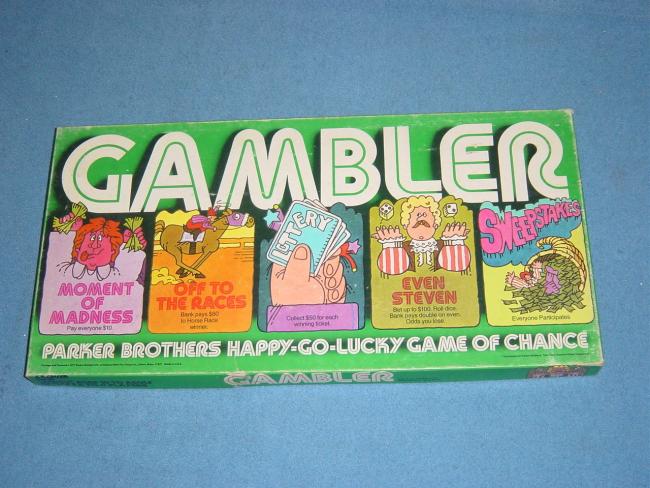 GAMBLER
MOMENT
OF
MADNESS
Pay everyone $10.
OFF TO
THE RACES
Bank pays $80
to Horse Race
winner.
LOTTERY
Collect $50 for each
winning ticket.
EVEN
STEVEN
Bet up to $100. Roll dice.
Bank pays double on even.
Odds you lose.
SWEEPSTAKES
Everyone Participates
PARKER BROTHERS HAPPY-GO-LUCKY GAME OF CHANCE
GAMBLER